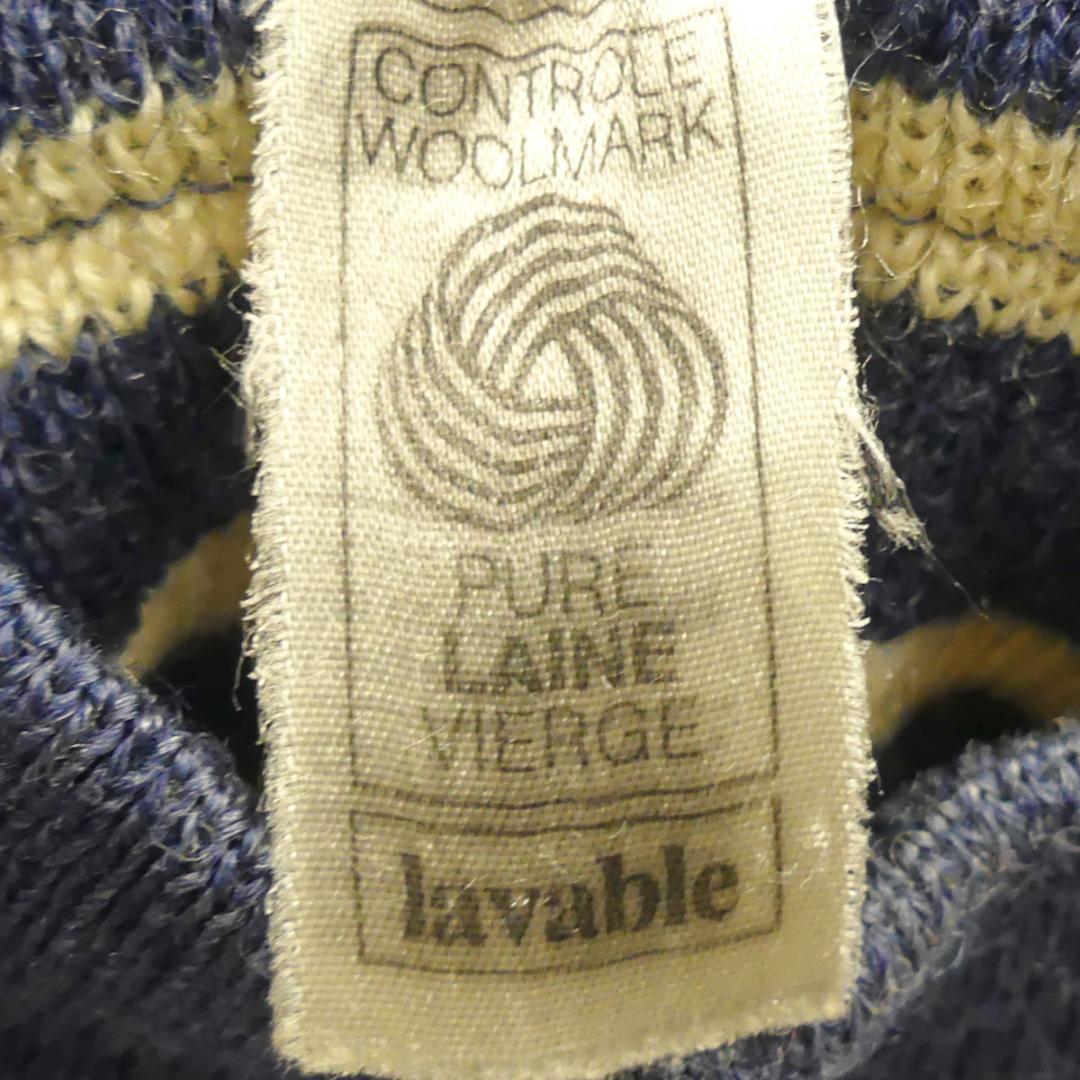 CONTROLE
WOOLMARK
PURE
LAINE
VIERGE
lavable